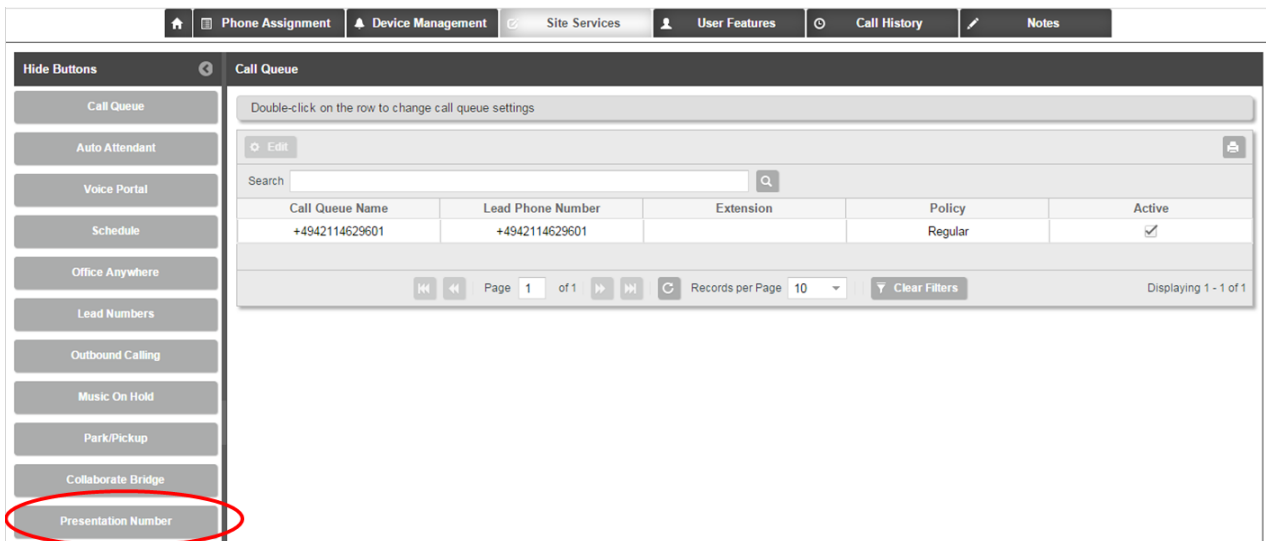 Phone Assignment Device Management Site Services User Features Call History Notes
Hide Buttons
Call Queue
Auto Attendant
Voice Portal
Schedule
Office Anywhere
Lead Numbers
Outbound Calling
Music On Hold
Park/Pickup
Collaborate Bridge
Presentation Number
Call Queue
Double-click on the row to change call queue settings
Edit
Search
Call Queue Name Lead Phone Number Extension Policy Active
+4942114629601 +4942114629601 Regular
Page 1 of 1 Records per Page 10 Clear Filters Displaying 1 - 1 of 1